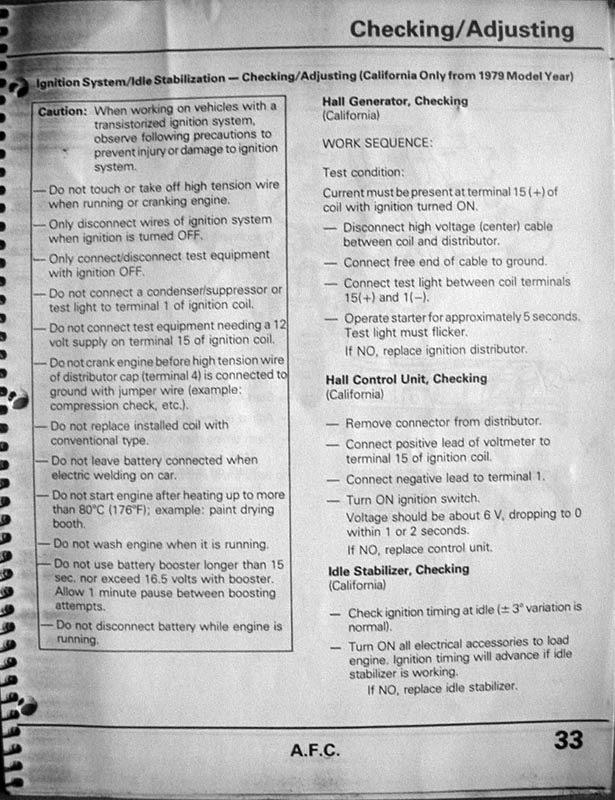 Checking/Adjusting
Ignition System/Idle Stabilization — Checking/Adjusting (California Only from 1979 Model Year)
Caution: When working on vehicles with a
transistorized ignition system,
observe following precautions to
prevent injury or damage to ignition
system.
— Do not touch or take off high tension wire
when running or cranking engine.
— Only disconnect wires of ignition system
when ignition is turned OFF.
— Only connect/disconnect test equipment
with ignition OFF.
— Do not connect a condenser/suppressor or
test light to terminal 1 of ignition coil.
— Do not connect test equipment needing a 12
volt supply on terminal 15 of ignition coil.
— Do not crank engine before high tension wire
of distributor cap (terminal 4) is connected to
ground with jumper wire (example:
compression check, etc.).
— Do not replace installed coil with
conventional type.
— Do not leave battery connected when
electric welding on car.
— Do not start engine after heating up to more
than 80°C (176°F); example: paint drying
booth.
— Do not wash engine when it is running.
— Do not use battery booster longer than 15
sec. nor exceed 16.5 volts with booster.
Allow 1 minute pause between boosting
attempts.
— Do not disconnect battery while engine is
running.
Hall Generator, Checking
(California)
WORK SEQUENCE:
Test condition:
Current must be present at terminal 15 (+) of
coil with ignition turned ON.
— Disconnect high voltage (center) cable
between coil and distributor.
— Connect free end of cable to ground.
— Connect test light between coil terminals
15(+) and 1(−).
— Operate starter for approximately 5 seconds.
Test light must flicker.
If NO, replace ignition distributor.
Hall Control Unit, Checking
(California)
— Remove connector from distributor.
— Connect positive lead of voltmeter to
terminal 15 of ignition coil.
— Connect negative lead to terminal 1.
— Turn ON ignition switch.
Voltage should be about 6 V, dropping to 0
within 1 or 2 seconds.
If NO, replace control unit.
Idle Stabilizer, Checking
(California)
— Check ignition timing at idle (± 3° variation is
normal).
— Turn ON all electrical accessories to load
engine. Ignition timing will advance if idle
stabilizer is working.
If NO, replace idle stabilizer.
A.F.C.
33